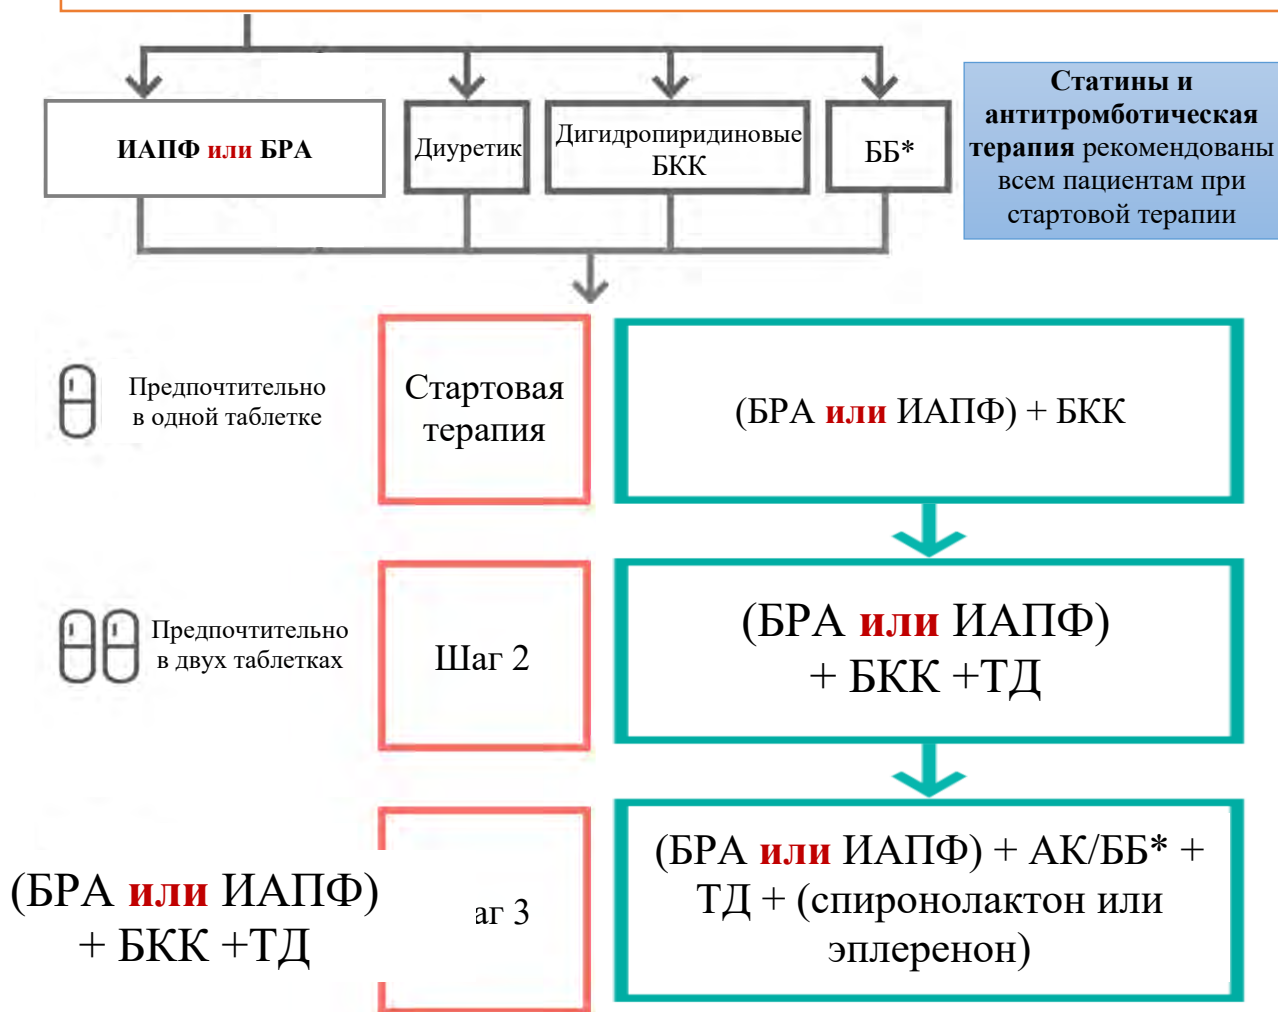 ИАПФ или БРА
Диуретик
Дигидропиридиновые
БКК
ББ*
Статины и
антитромботическая
терапия рекомендованы
всем пациентам при
стартовой терапии
Предпочтительно
в одной таблетке
Стартовая
терапия
(БРА или ИАПФ) + БКК
Предпочтительно
в двух таблетках
Шаг 2
(БРА или ИАПФ)
+ БКК +ТД
(БРА или ИАПФ)
+ БКК +ТД
аг 3
(БРА или ИАПФ) + АК/ББ* +
ТД + (спиронолактон или
эплеренон)